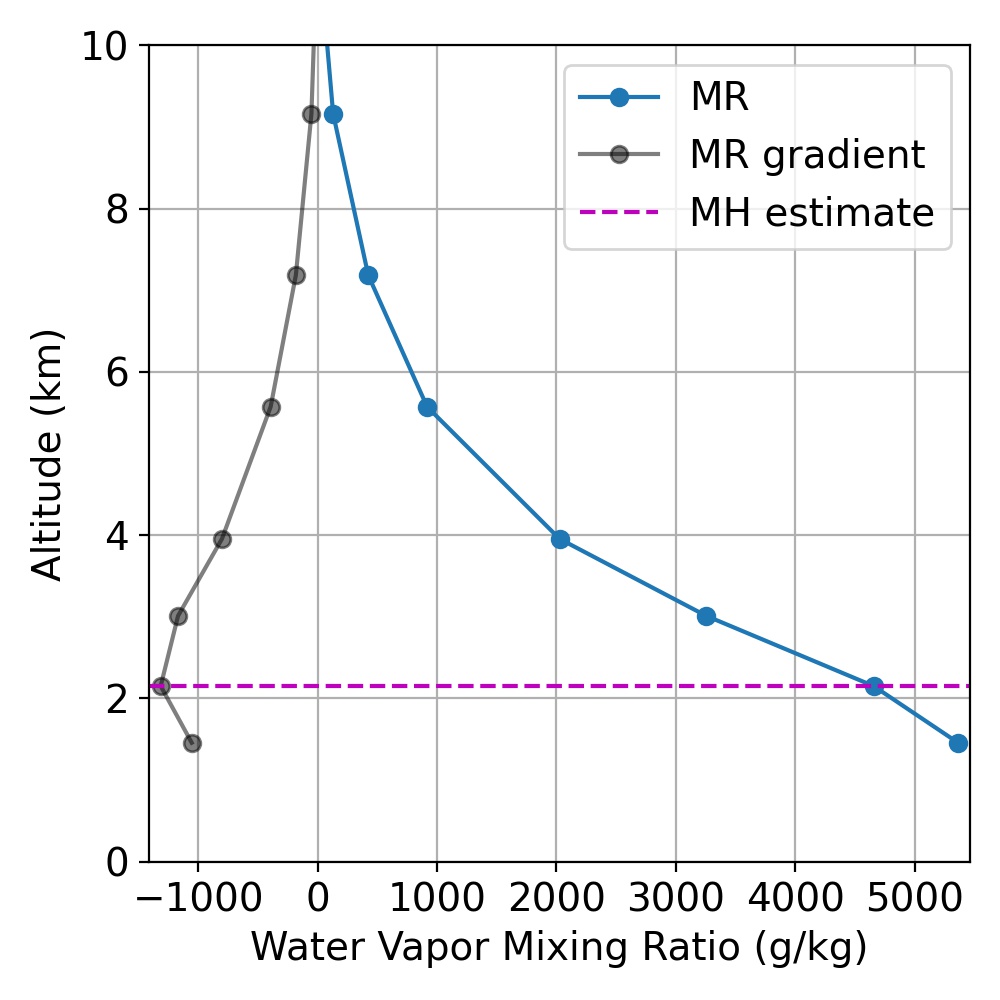 10
8
6
4
2
0
Altitude (km)
MR
MR gradient
MH estimate
−1000 0 1000 2000 3000 4000 5000
Water Vapor Mixing Ratio (g/kg)